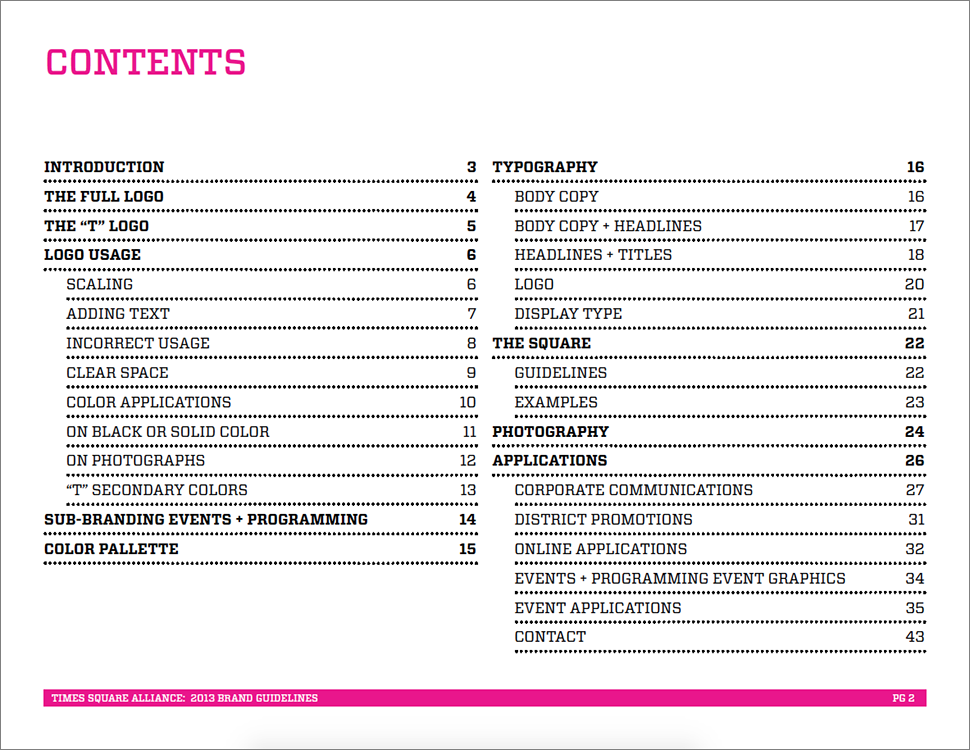 CONTENTS
INTRODUCTION 3
THE FULL LOGO 4
THE “T” LOGO 5
LOGO USAGE 6
SCALING 6
ADDING TEXT 7
INCORRECT USAGE 8
CLEAR SPACE 9
COLOR APPLICATIONS 10
ON BLACK OR SOLID COLOR 11
ON PHOTOGRAPHS 12
“T” SECONDARY COLORS 13
SUB-BRANDING EVENTS + PROGRAMMING 14
COLOR PALLETTE 15
TYPOGRAPHY 16
BODY COPY 16
BODY COPY + HEADLINES 17
HEADLINES + TITLES 18
LOGO 20
DISPLAY TYPE 21
THE SQUARE 22
GUIDELINES 22
EXAMPLES 23
PHOTOGRAPHY 24
APPLICATIONS 26
CORPORATE COMMUNICATIONS 27
DISTRICT PROMOTIONS 31
ONLINE APPLICATIONS 32
EVENTS + PROGRAMMING EVENT GRAPHICS 34
EVENT APPLICATIONS 35
CONTACT 43
TIMES SQUARE ALLIANCE: 2013 BRAND GUIDELINES PG 2